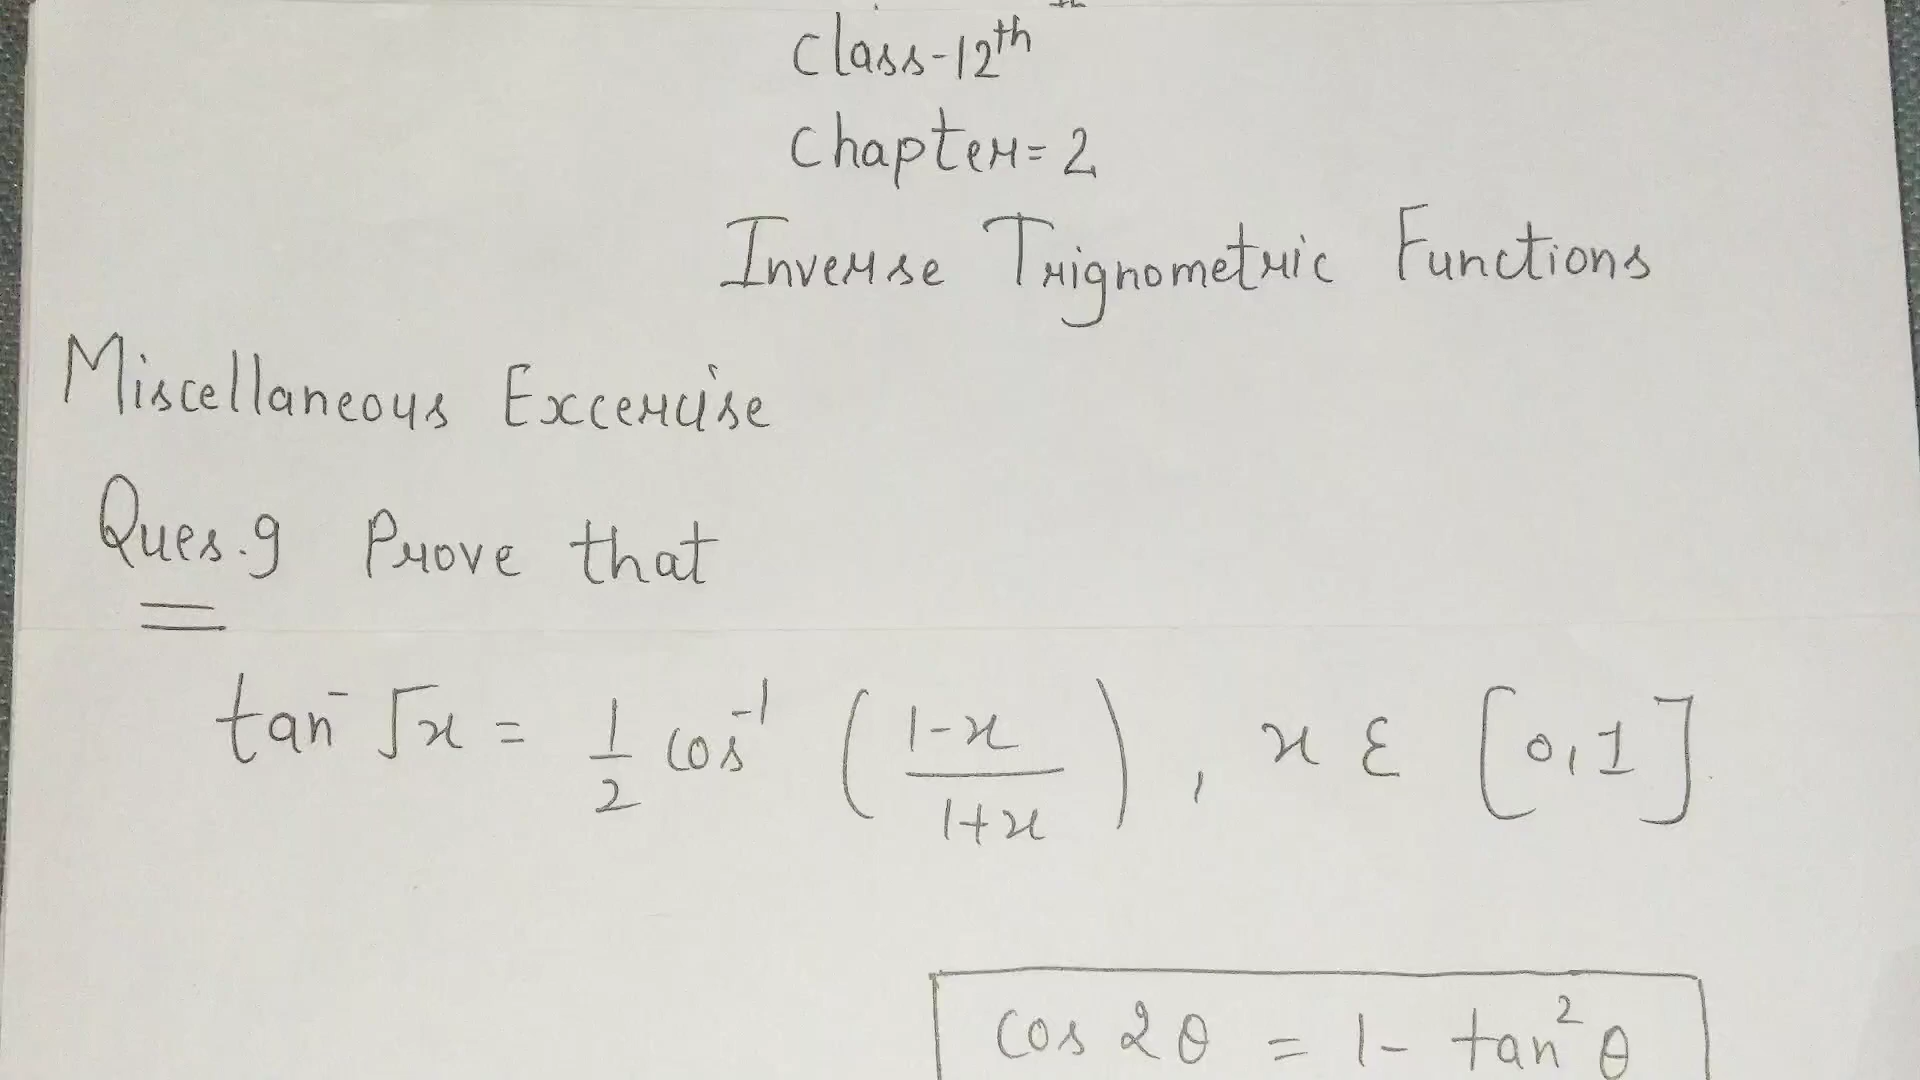 Class-12th
Chapter=2
Inverse Trignometric Functions
Miscellaneous Excercise
Ques.9 Prove that
tan⁻ √x = 1/2 cos⁻¹ (1-x/1+x), x ε [0,1]
cos 2θ = 1- tan²θ